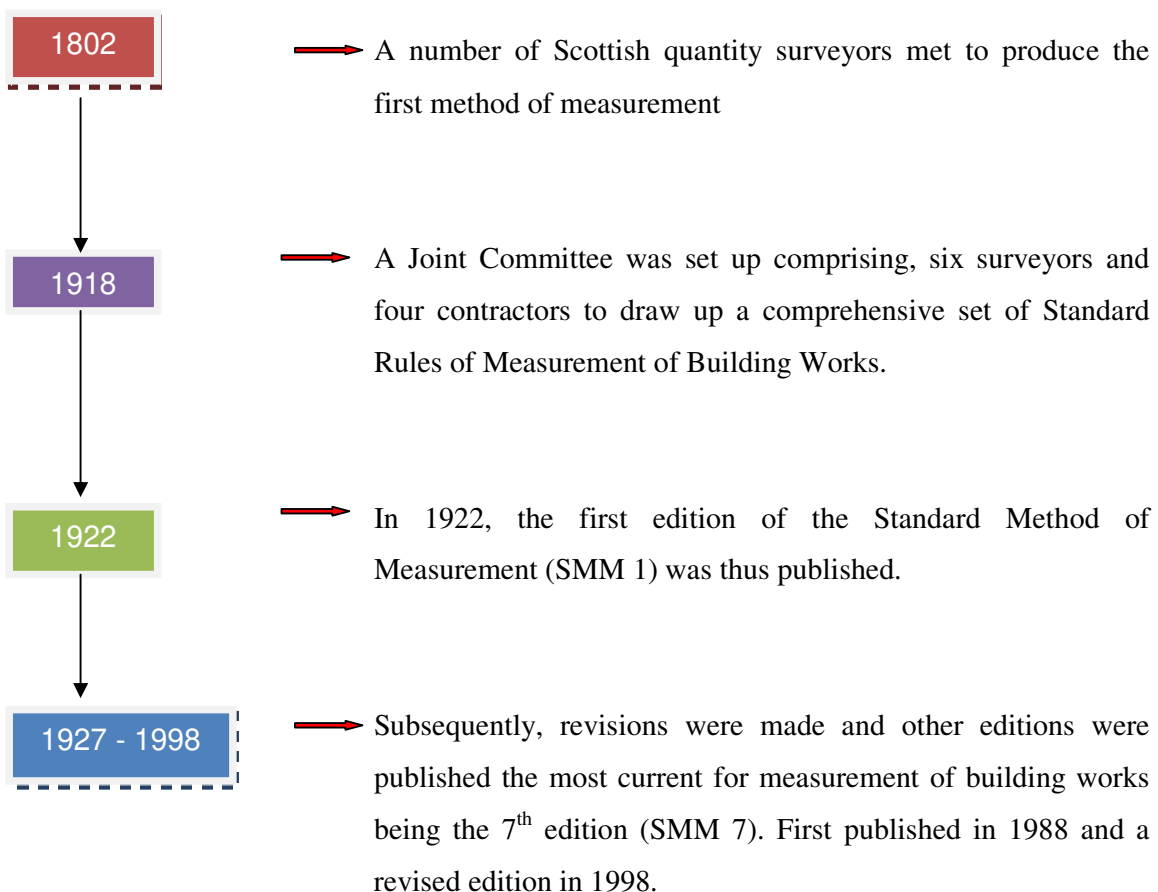 1802
A number of Scottish quantity surveyors met to produce the
first method of measurement
1918
A Joint Committee was set up comprising, six surveyors and
four contractors to draw up a comprehensive set of Standard
Rules of Measurement of Building Works.
1922
In 1922, the first edition of the Standard Method of
Measurement (SMM 1) was thus published.
1927 - 1998
Subsequently, revisions were made and other editions were
published the most current for measurement of building works
being the 7th edition (SMM 7). First published in 1988 and a
revised edition in 1998.